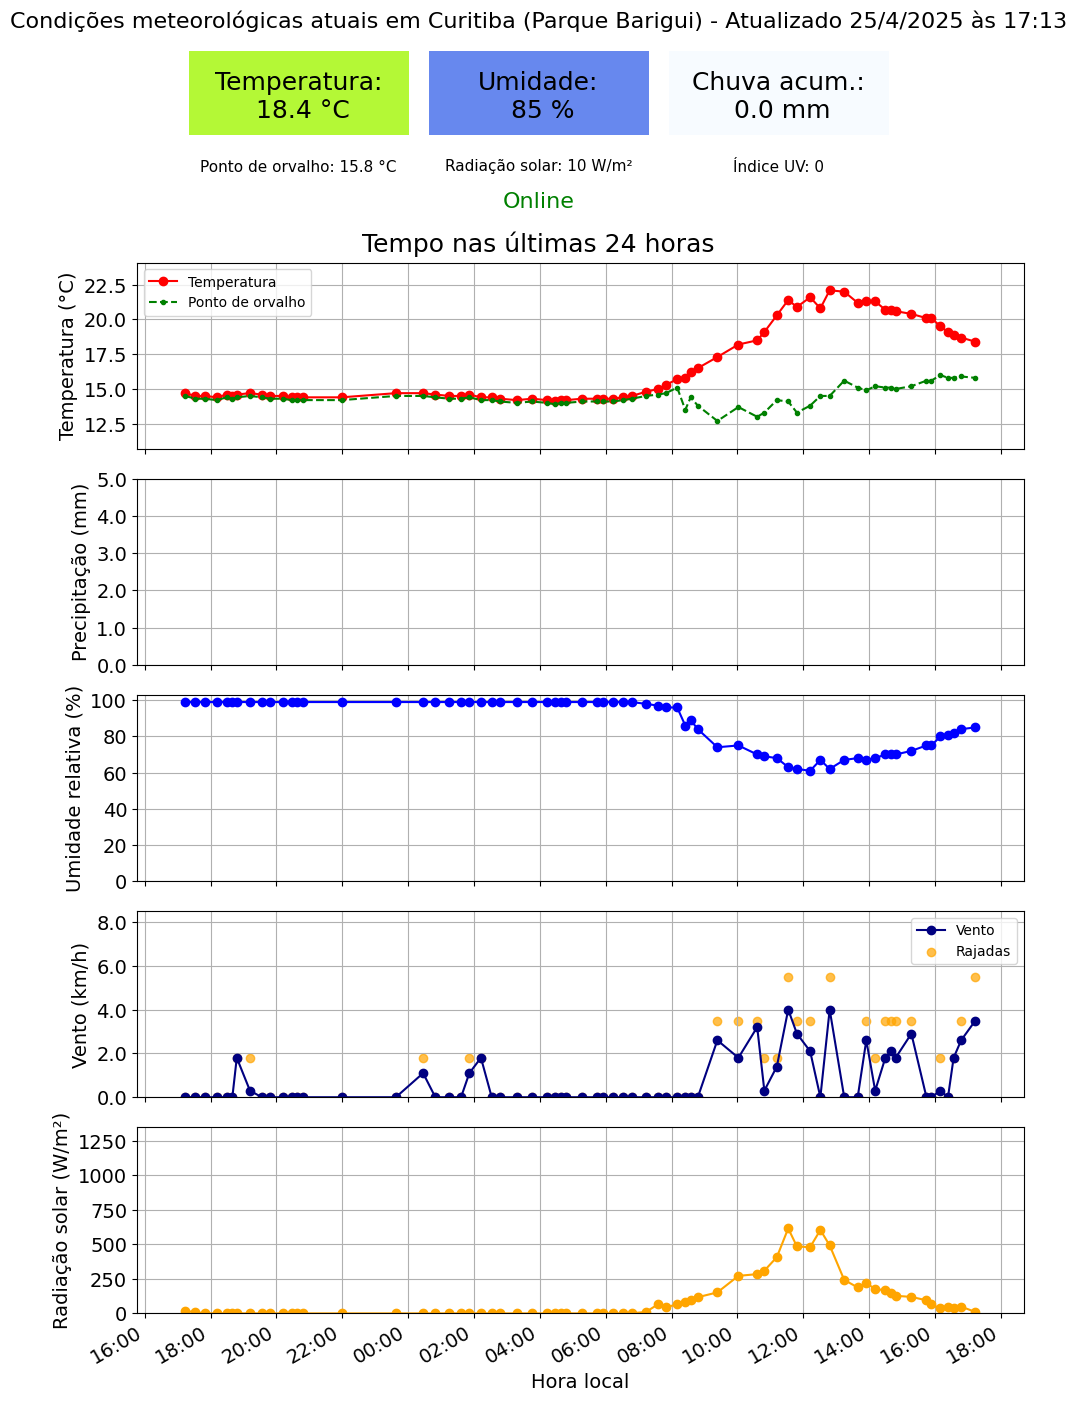 Condições meteorológicas atuais em Curitiba (Parque Barigui) - Atualizado 25/4/2025 às 17:13
Temperatura:
18.4 °C
Umidade:
85 %
Chuva acum.:
0.0 mm
Ponto de orvalho: 15.8 °C
Radiação solar: 10 W/m²
Índice UV: 0
Online
Tempo nas últimas 24 horas
Temperatura (°C)
22.5
20.0
17.5
15.0
12.5
Temperatura
Ponto de orvalho
Precipitação (mm)
5.0
4.0
3.0
2.0
1.0
0.0
Umidade relativa (%)
100
80
60
40
20
0
Vento (km/h)
8.0
6.0
4.0
2.0
0.0
Vento
Rajadas
Radiação solar (W/m²)
1250
1000
750
500
250
0
16:00 18:00 20:00 22:00 00:00 02:00 04:00 06:00 08:00 10:00 12:00 14:00 16:00 18:00
Hora local